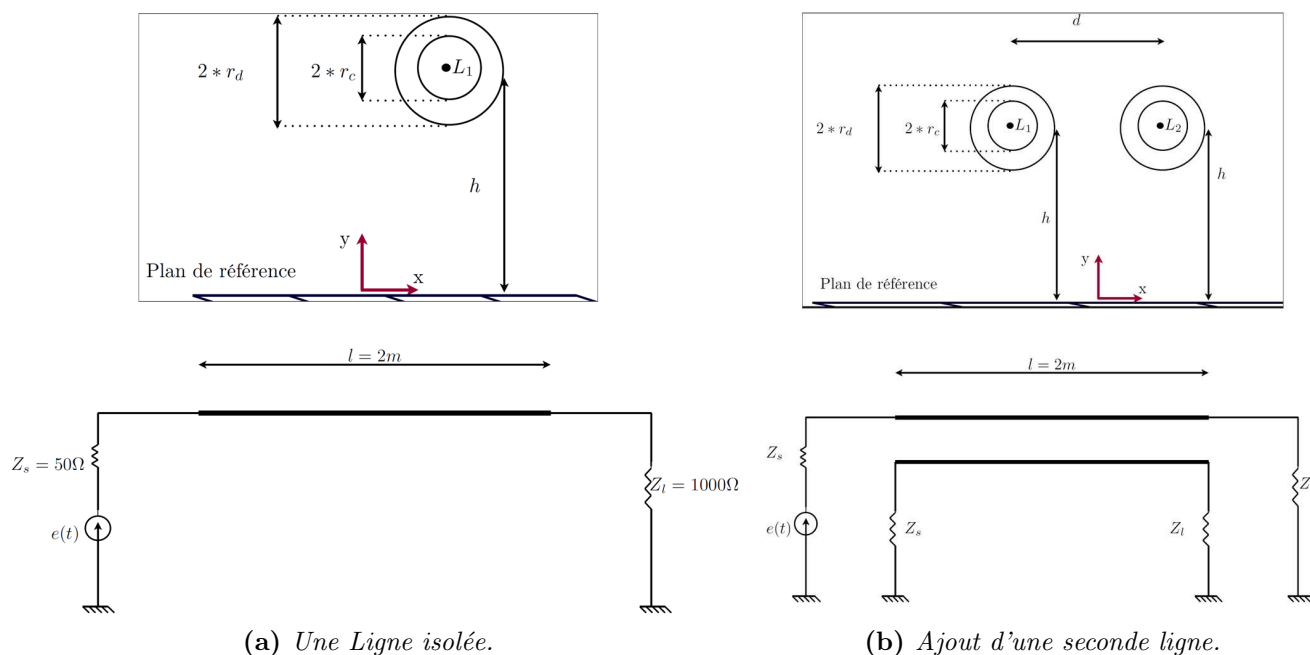 2 * r_d
2 * r_c
L_1
h
y
x
Plan de référence
l = 2m
Z_s = 50Ω
e(t)
Z_l = 1000Ω
(a) Une Ligne isolée.
d
2 * r_d
2 * r_c
L_1
L_2
h
h
y
x
Plan de référence
l = 2m
Z_s
e(t)
Z_s
Z_l
Z
(b) Ajout d'une seconde ligne.